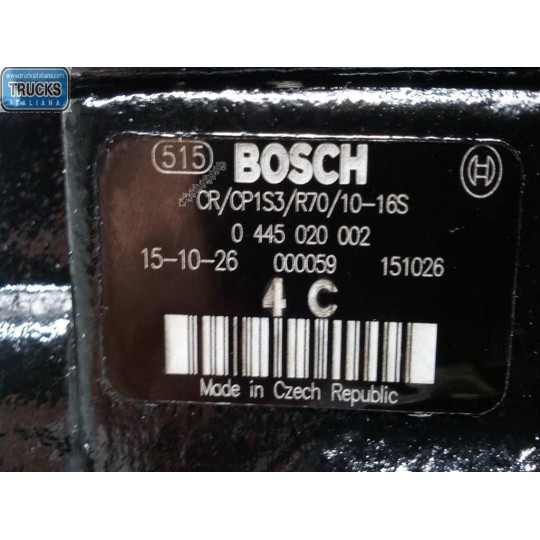 www.trucksitaliana.com
TRUCKS
ITALIANA
515 BOSCH
CR/CP1S3/R70/10-16S
0 445 020 002
15-10-26 000059 151026
4 C
Made in Czech Republic